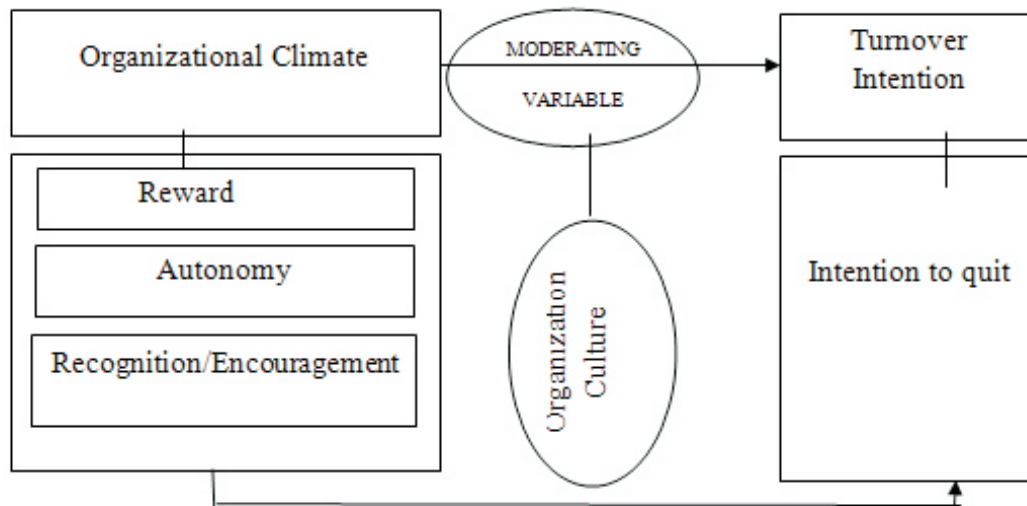 Organizational Climate
MODERATING
VARIABLE
Turnover
Intention
Reward
Autonomy
Recognition/Encouragement
Organization
Culture
Intention to quit